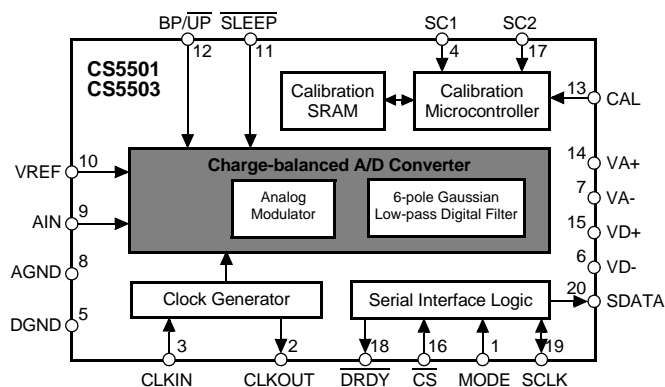 BP/UP SLEEP SC1 SC2
12 11 4 17
CS5501
CS5503
Calibration
SRAM
Calibration
Microcontroller
13 CAL
Charge-balanced A/D Converter
Analog
Modulator
6-pole Gaussian
Low-pass Digital Filter
VREF 10
AIN 9
AGND 8
DGND 5
14 VA+
7 VA-
15 VD+
6 VD-
20 SDATA
Clock Generator
Serial Interface Logic
3 2 18 16 1 19
CLKIN CLKOUT DRDY CS MODE SCLK